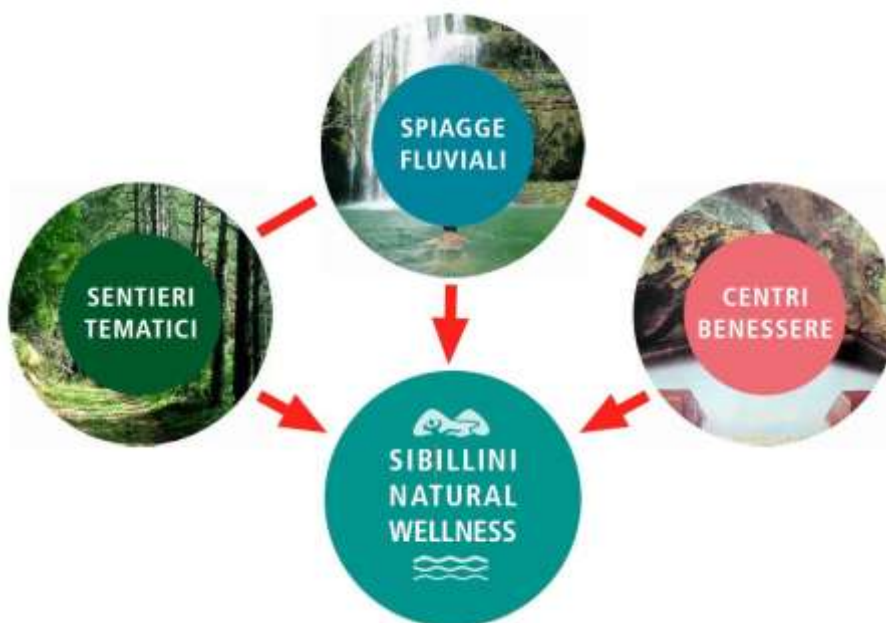 SPIAGGE
FLUVIALI
SENTIERI
TEMATICI
CENTRI
BENESSERE
SIBILLINI
NATURAL
WELLNESS